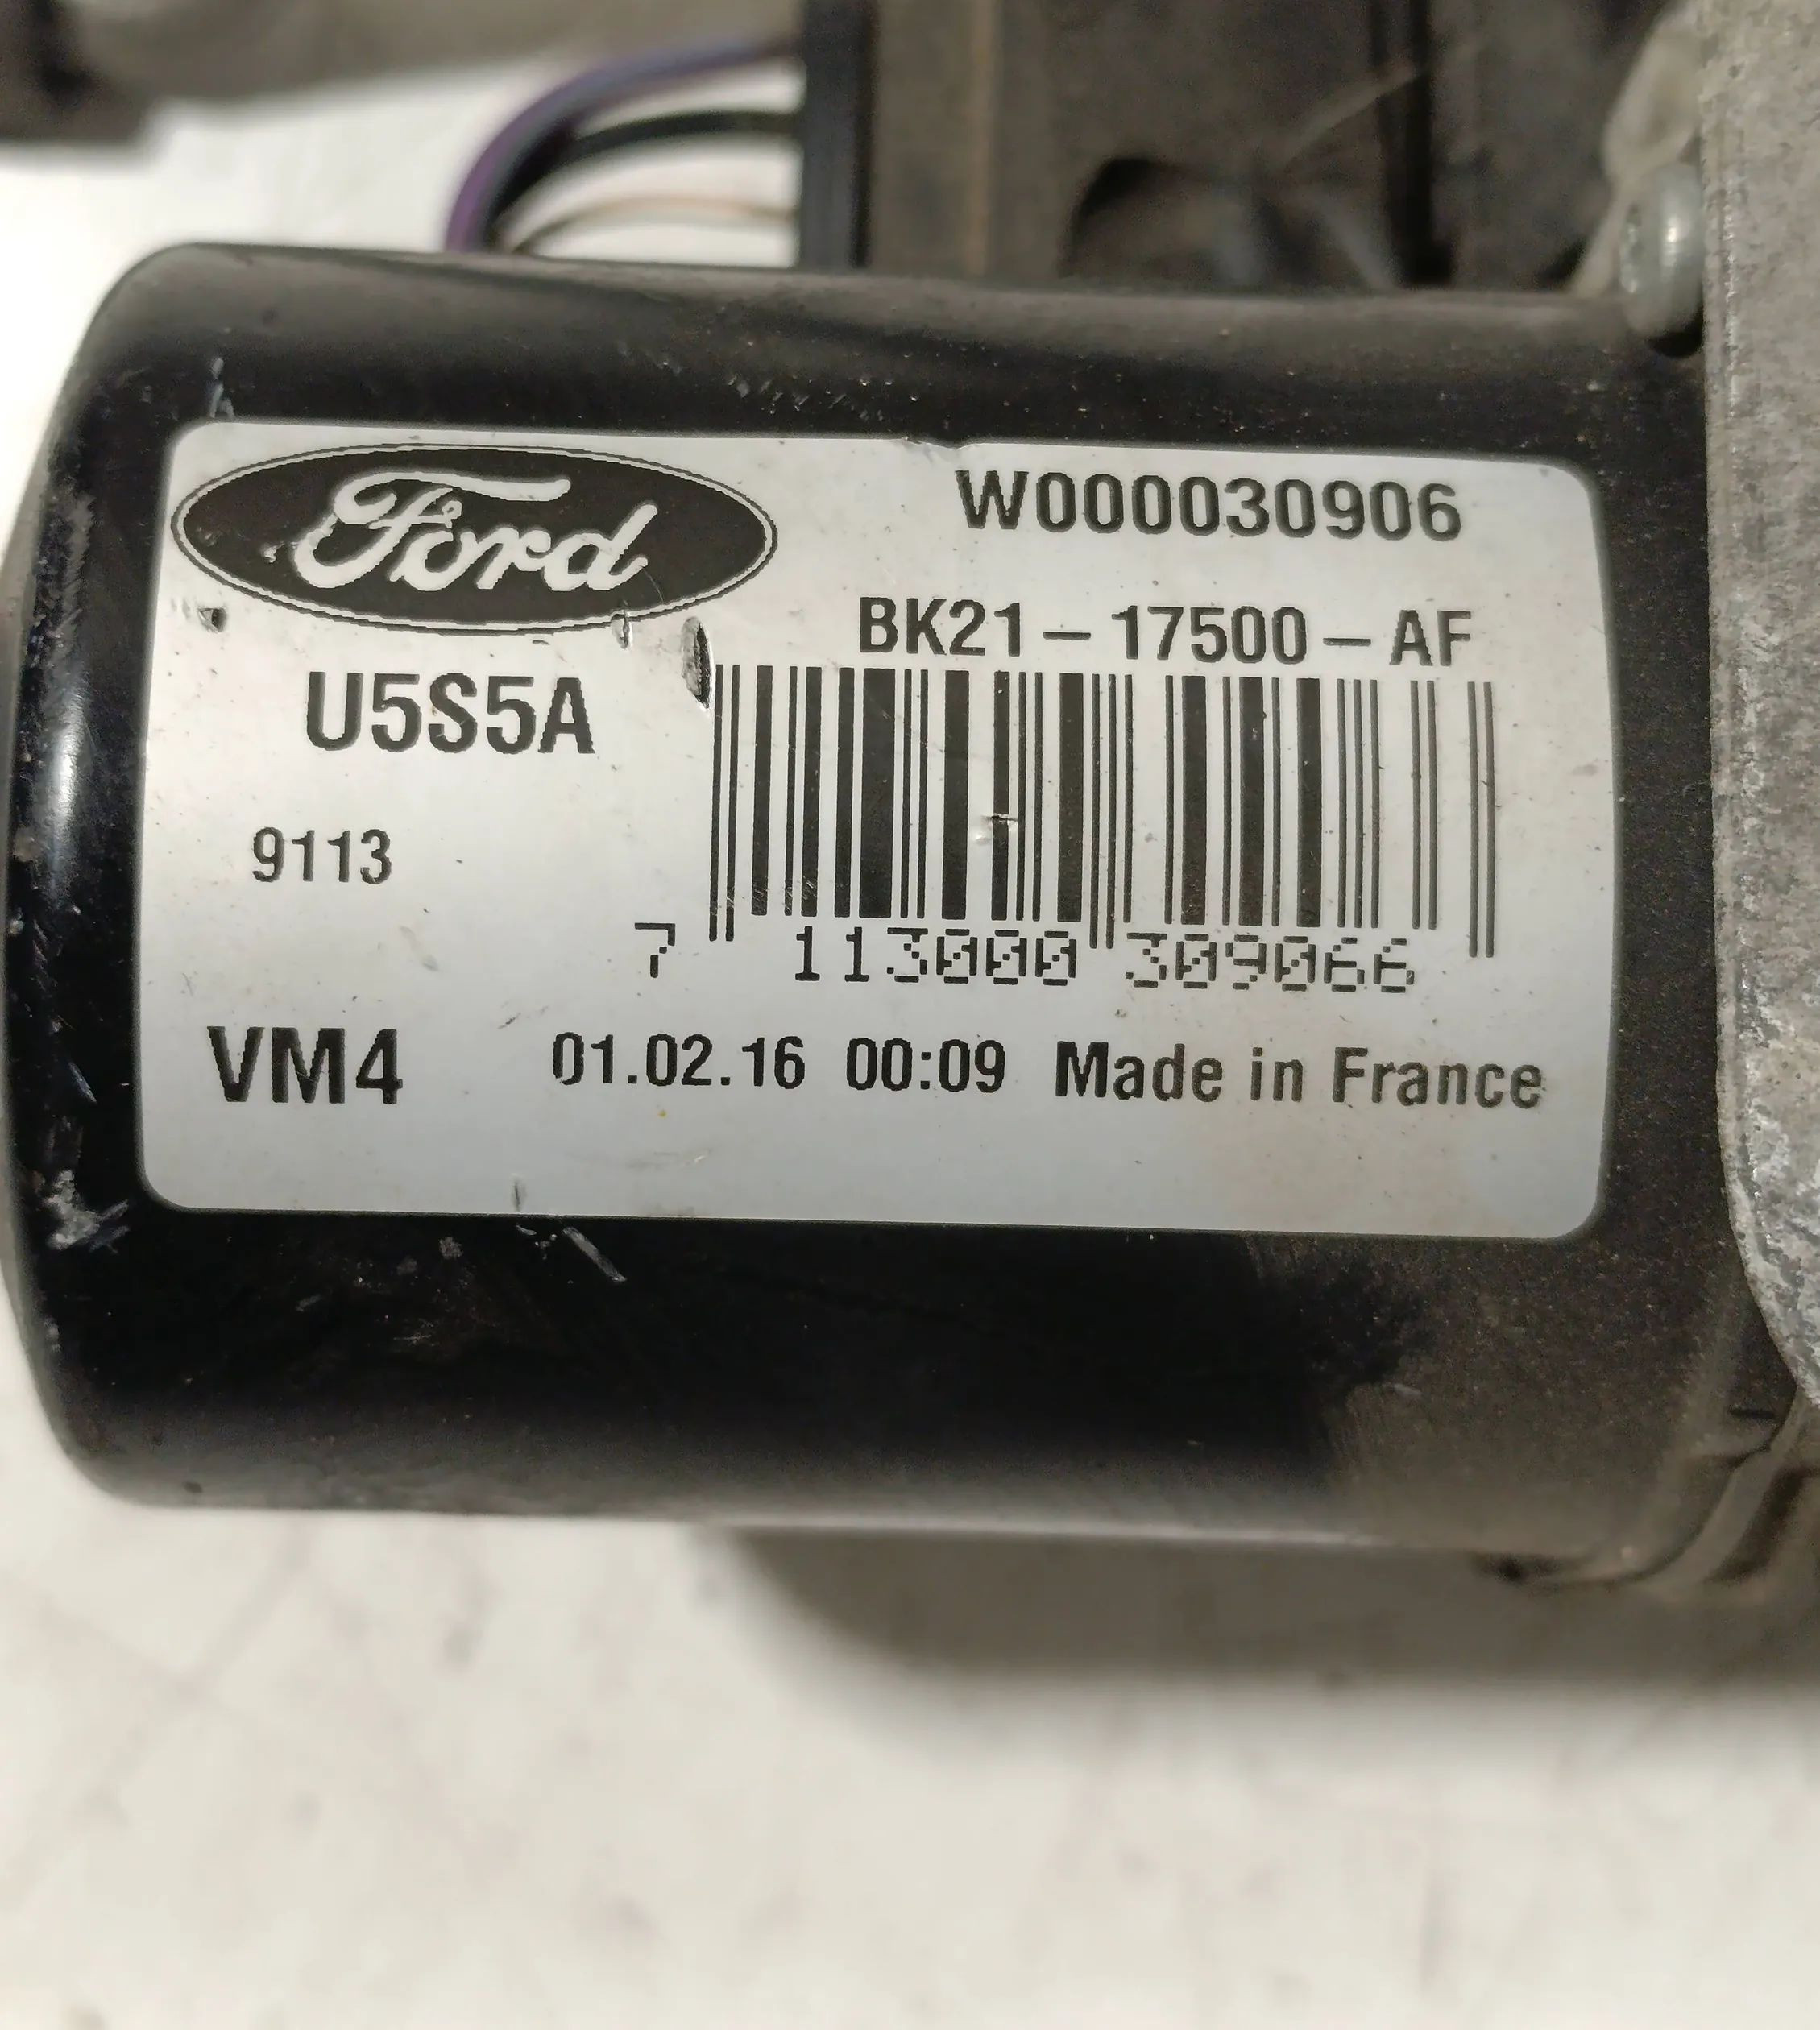 Ford
W000030906
BK21-17500-AF
U5S5A
9113
7 113000 309066
VM4 01.02.16 00:09 Made in France